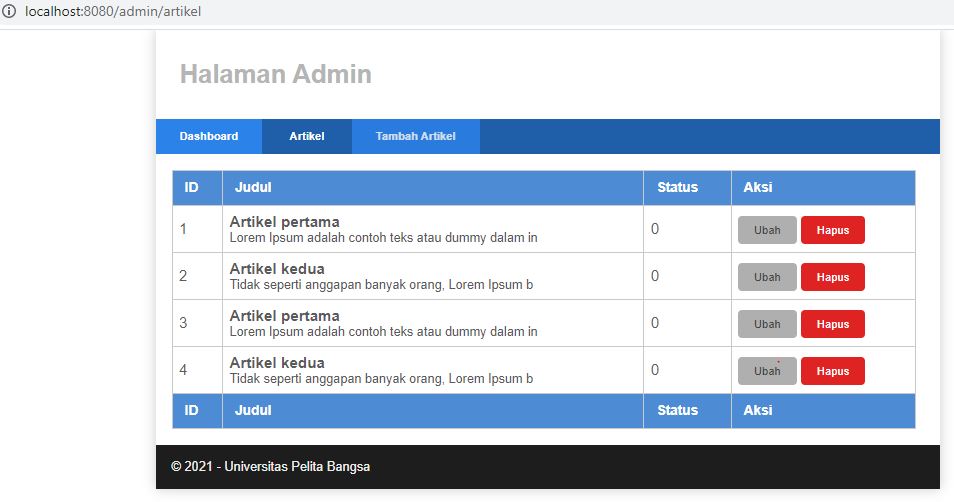 localhost:8080/admin/artikel
Halaman Admin
Dashboard Artikel Tambah Artikel
ID Judul Status Aksi
1 Artikel pertama 0 Ubah Hapus
Lorem Ipsum adalah contoh teks atau dummy dalam in
2 Artikel kedua 0 Ubah Hapus
Tidak seperti anggapan banyak orang, Lorem Ipsum b
3 Artikel pertama 0 Ubah Hapus
Lorem Ipsum adalah contoh teks atau dummy dalam in
4 Artikel kedua 0 Ubah Hapus
Tidak seperti anggapan banyak orang, Lorem Ipsum b
ID Judul Status Aksi
© 2021 - Universitas Pelita Bangsa